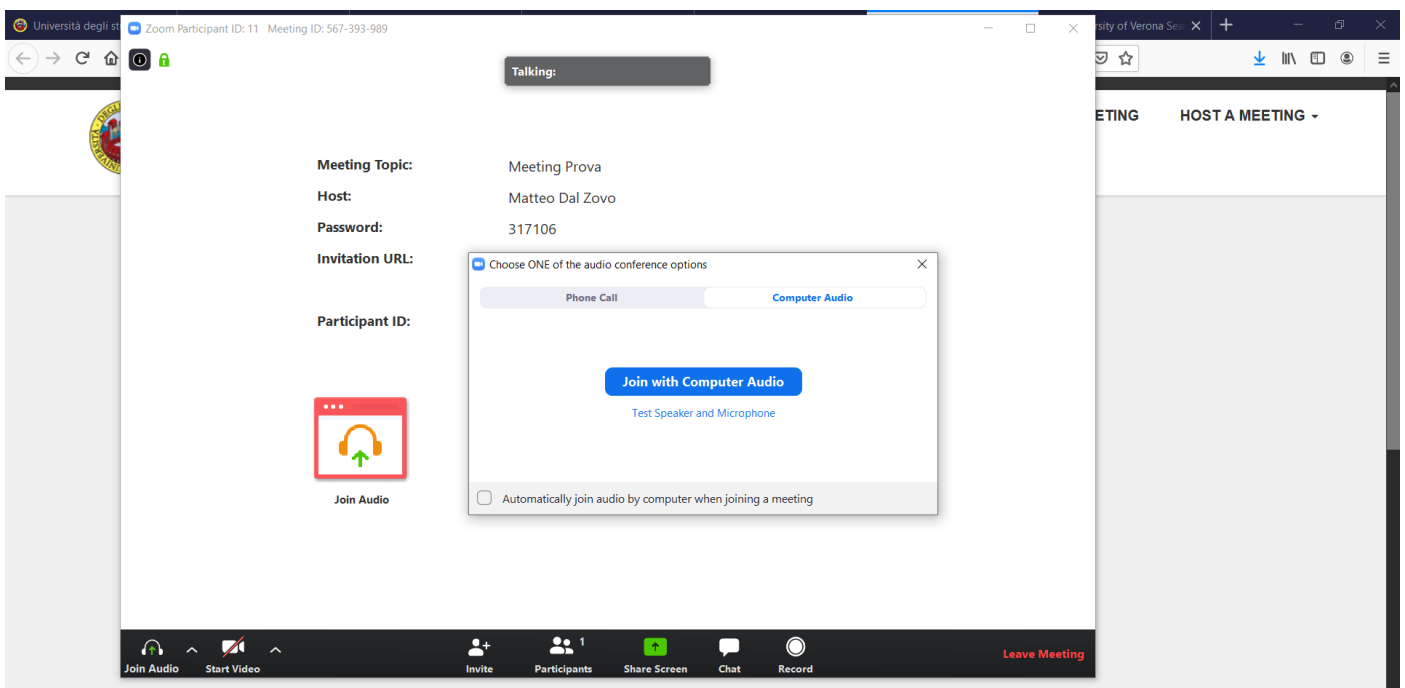 Università degli st
Zoom Participant ID: 11 Meeting ID: 567-393-989
rsity of Verona Sea
Talking:
ETING
HOST A MEETING
Meeting Topic:
Meeting Prova
Host:
Matteo Dal Zovo
Password:
317106
Invitation URL:
Choose ONE of the audio conference options
Phone Call
Computer Audio
Participant ID:
Join with Computer Audio
Test Speaker and Microphone
Join Audio
Automatically join audio by computer when joining a meeting
1
Join Audio
Start Video
Invite
Participants
Share Screen
Chat
Record
Leave Meeting